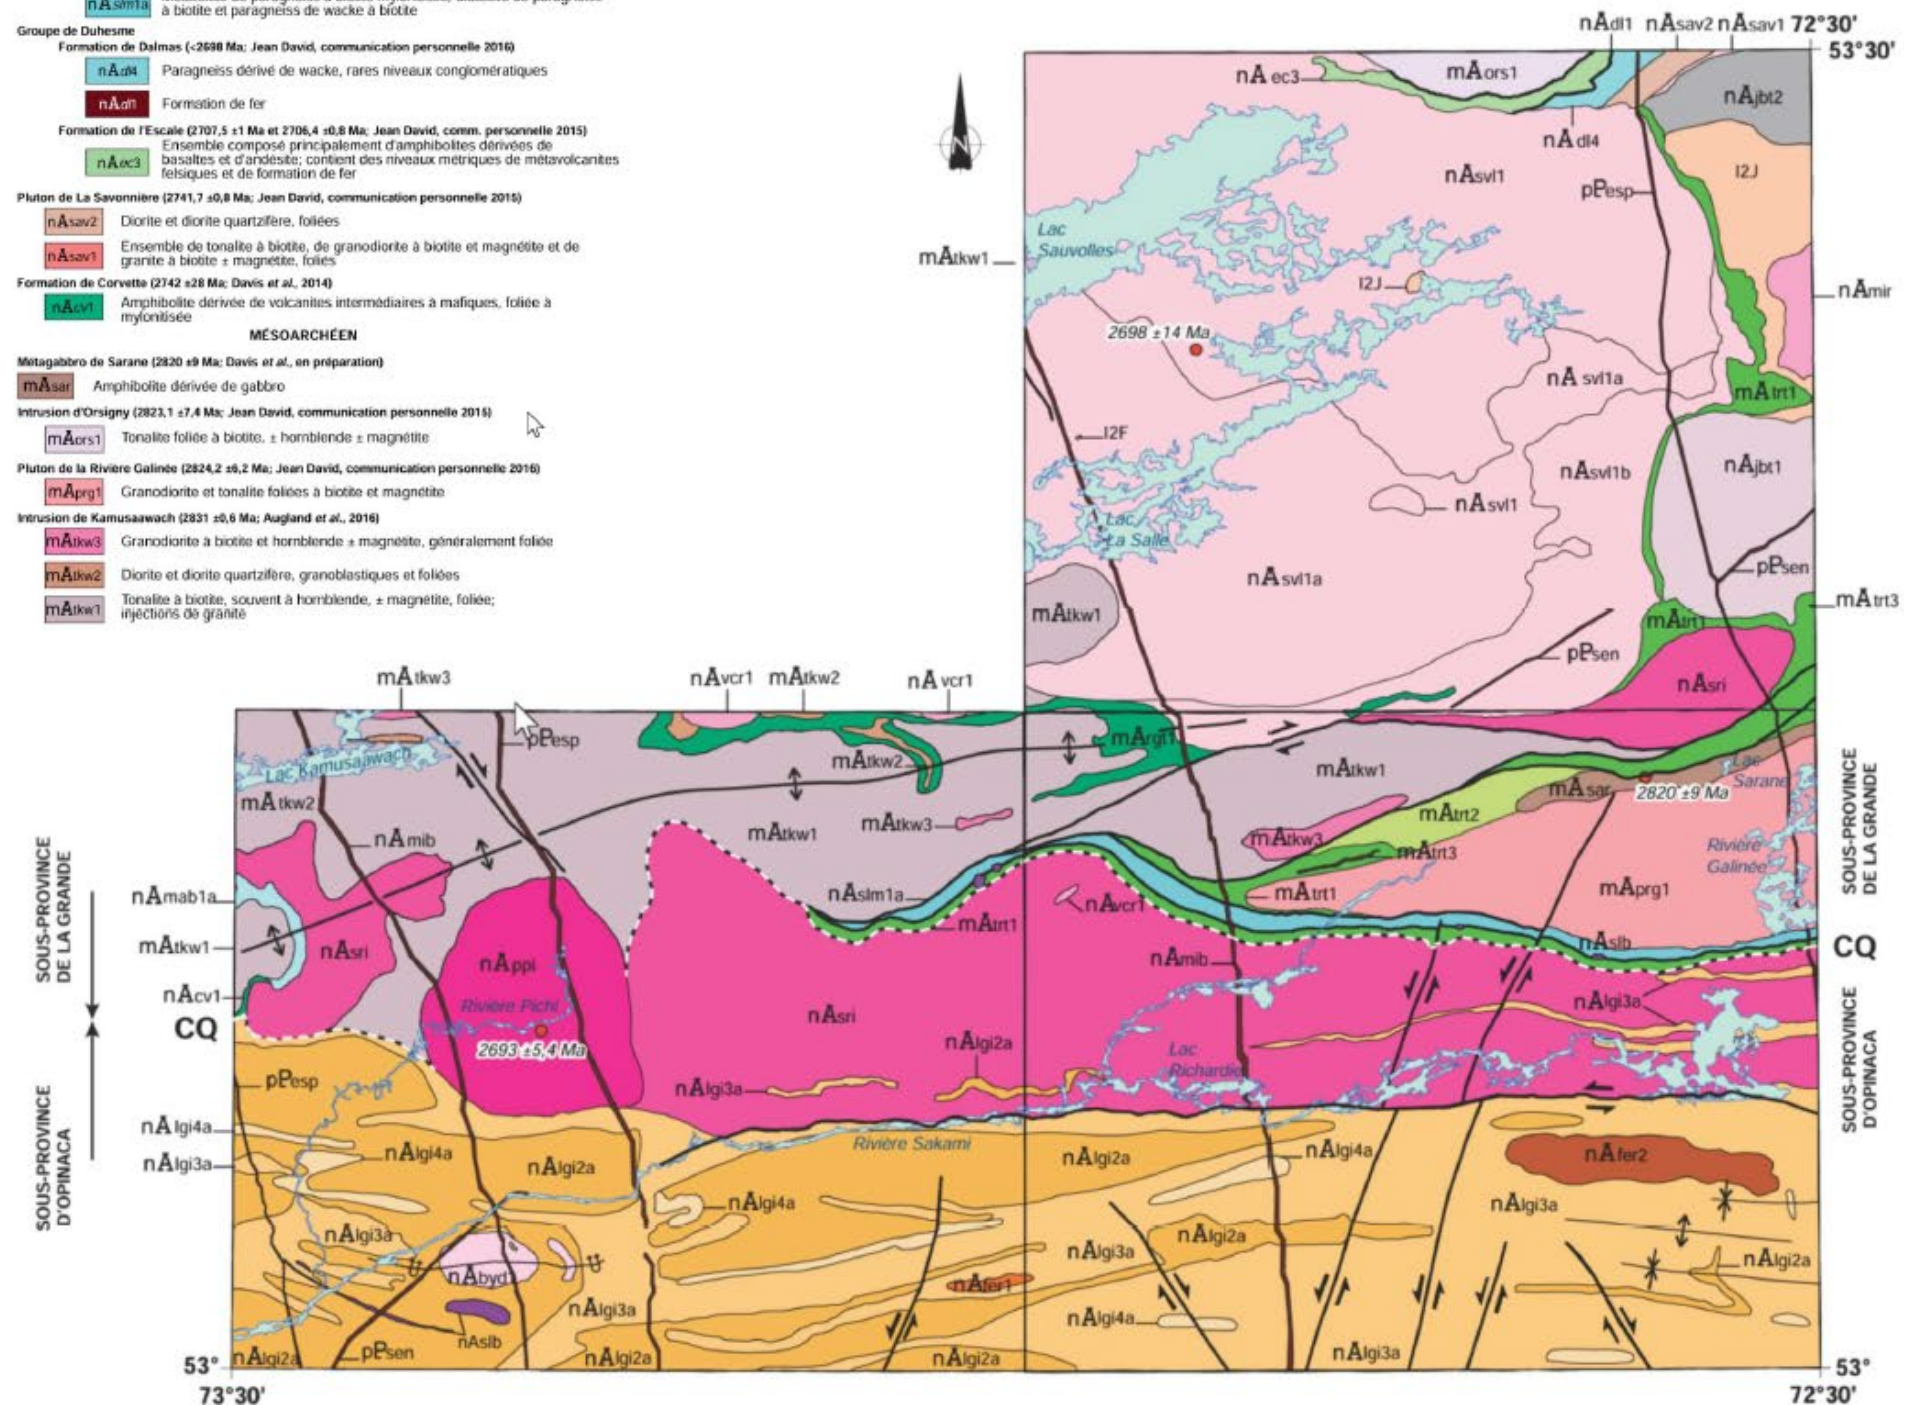 nAslm1a
à biotite et paragneiss de wacke à biotite
Groupe de Duhesme
Formation de Dalmas (<2698 Ma; Jean David, communication personnelle 2016)
nAdl4 Paragneiss dérivé de wacke, rares niveaux conglomératiques
nAdl1 Formation de fer
Formation de l'Escale (2707,5 ±1 Ma et 2706,4 ±0,8 Ma; Jean David, comm. personnelle 2015)
nAec3 Ensemble composé principalement d'amphibolites dérivées de
basaltes et d'andésite; contient des niveaux métriques de métavolcanites
felsiques et de formation de fer
Pluton de La Savonnière (2741,7 ±0,8 Ma; Jean David, communication personnelle 2015)
nAsav2 Diorite et diorite quartzifère, foliées
nAsav1 Ensemble de tonalite à biotite, de granodiorite à biotite et magnétite et de
granite à biotite ± magnétite, foliés
Formation de Corvette (2742 ±28 Ma; Davis et al., 2014)
nAcv1 Amphibolite dérivée de volcanites intermédiaires à mafiques, foliée à
mylonitisée
MÉSOARCHÉEN
Métagabbro de Sarane (2820 ±9 Ma; Davis et al., en préparation)
mAsar Amphibolite dérivée de gabbro
Intrusion d'Orsigny (2823,1 ±7,4 Ma; Jean David, communication personnelle 2015)
mAors1 Tonalite foliée à biotite, ± hornblende ± magnétite
Pluton de la Rivière Galinée (2824,2 ±6,2 Ma; Jean David, communication personnelle 2016)
mAprg1 Granodiorite et tonalite foliées à biotite et magnétite
Intrusion de Kamusaawach (2831 ±0,6 Ma; Augland et al., 2016)
mAtkw3 Granodiorite à biotite et hornblende ± magnétite, généralement foliée
mAtkw2 Diorite et diorite quartzifère, granoblastiques et foliées
mAtkw1 Tonalite à biotite, souvent à hornblende, ± magnétite, foliée;
injections de granite
nAdl1 nAsav2 nAsav1 72°30'
53°30'
nAec3
mAors1
nAjbt2
N
nAdl4
nAsvl1
I2J
pPesp
Lac
Sauvolles
mAtkw1
I2J
nAmir
2698 ±14 Ma
nAsvl1a
mAtrt1
I2F
nAsvl1b
nAjbt1
nAsvl1
Lac
La Salle
nAsvl1a
pPsen
mAtkw1
mAtrt3
mAtrt1
pPsen
nAsri
mAtkw3
nAvcr1
mAtkw2
nAvcr1
pPesp
mArgt1
Lac Kamusaawach
mAtkw2
mAtkw1
Lac
Sarane
mAsar
2820 ±9 Ma
mAtkw2
mAtrt2
mAtkw3
mAtkw1
nAmib
mAtkw3
mAtrt3
Rivière
Galinée
SOUS-PROVINCE
DE LA GRANDE
SOUS-PROVINCE
DE LA GRANDE
nAmab1a
nAslm1a
nAvcr1
mAtrt1
mAprg1
mAtkw1
nAsri
mAtrt1
nAslb
CQ
nAppi
nAmib
nAcv1
Rivière Pichi
nAsri
nAlgi3a
CQ
2693 ±5,4 Ma
nAlgi2a
Lac
Richardie
pPesp
nAlgi3a
SOUS-PROVINCE
D'OPINACA
SOUS-PROVINCE
D'OPINACA
nAlgi4a
Rivière Sakami
nAlgi3a
nAlgi4a
nAlgi2a
nAlgi2a
nAlgi4a
nAfer2
nAlgi4a
nAlgi3a
nAlgi3a
nAlgi3a
nAlgi2a
nAlgi2a
nAbyd1
nAfer1
nAlgi3a
nAlgi4a
nAslb
nAlgi2a
pPsen
nAlgi2a
nAlgi2a
nAlgi3a
53°
53°
73°30'
72°30'